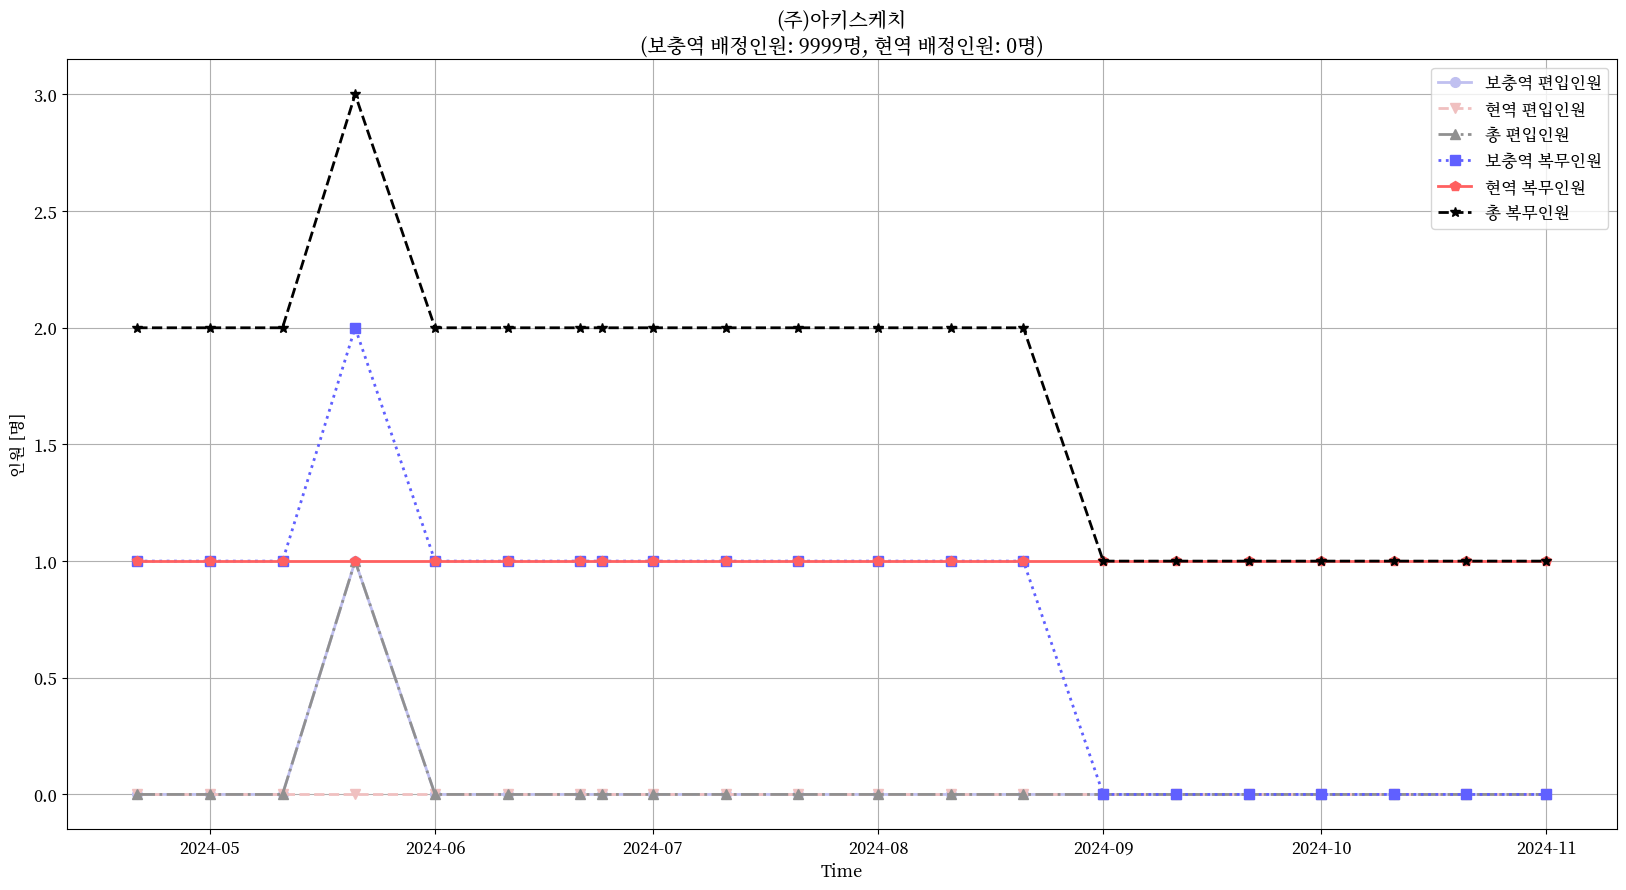 (주)아키스케치
(보충역 배정인원: 9999명, 현역 배정인원: 0명)
보충역 편입인원
현역 편입인원
총 편입인원
보충역 복무인원
현역 복무인원
총 복무인원
인원 [명]
3.0
2.5
2.0
1.5
1.0
0.5
0.0
2024-05
2024-06
2024-07
2024-08
2024-09
2024-10
2024-11
Time